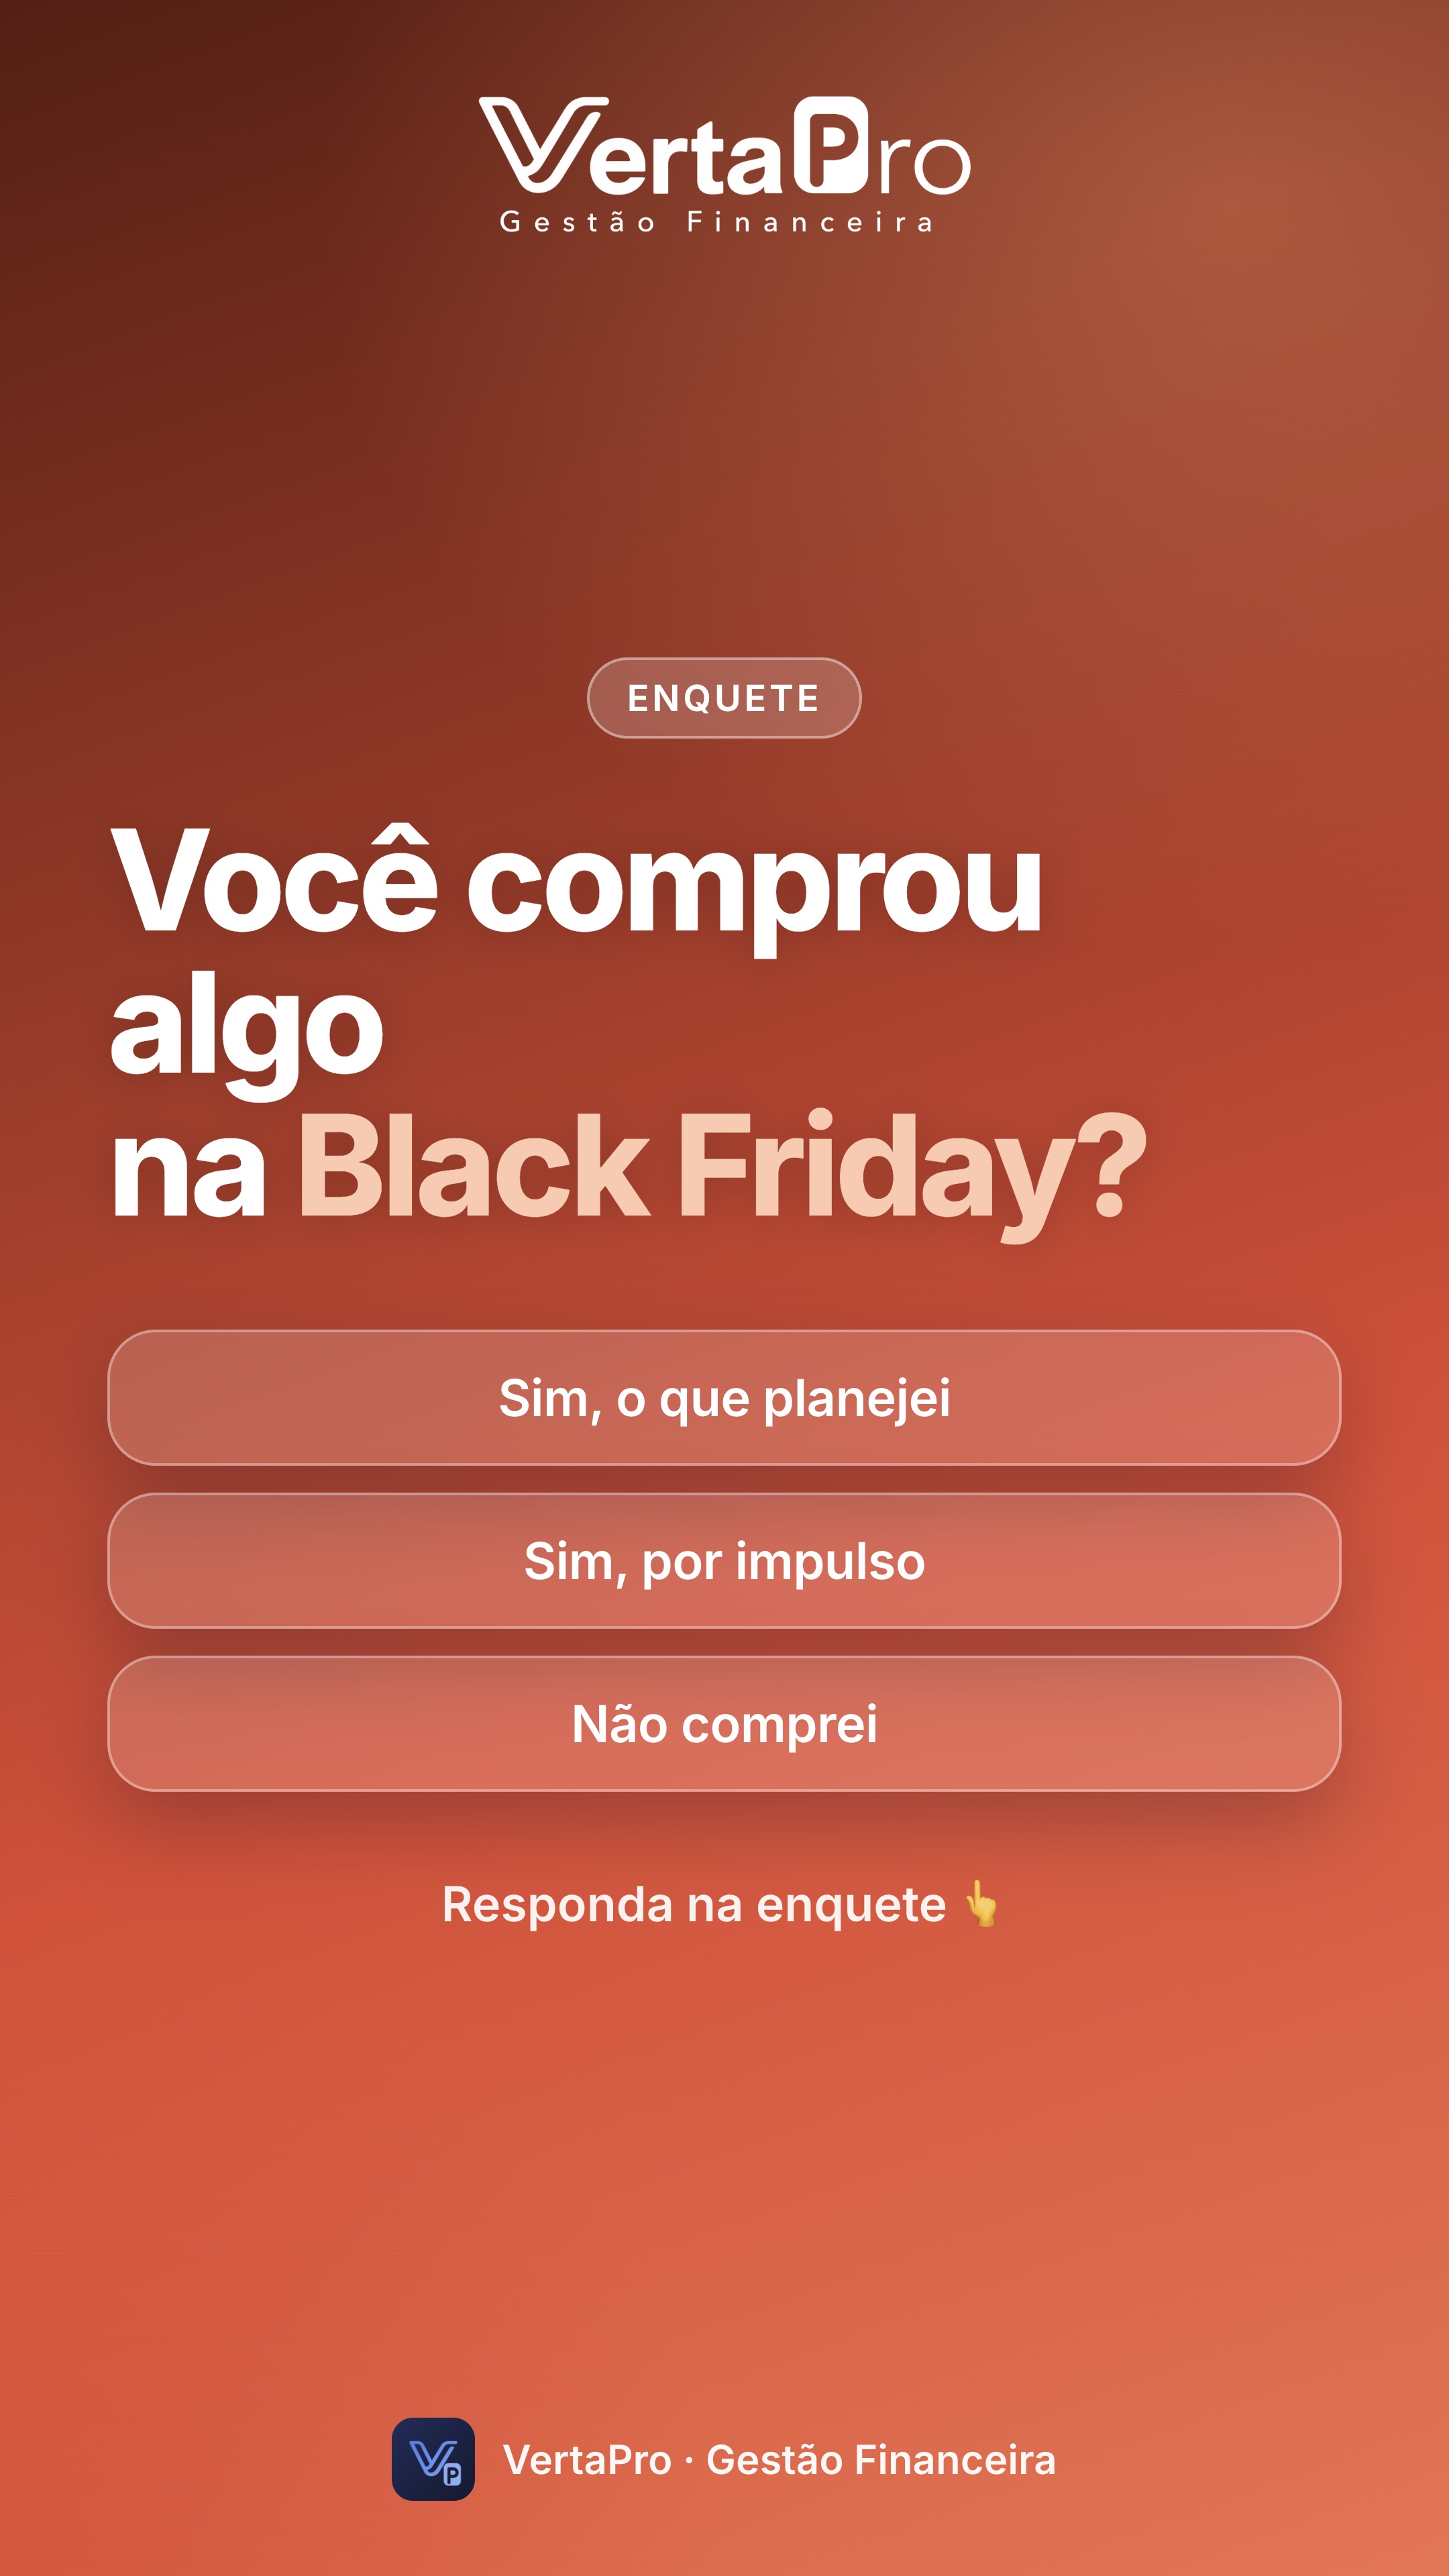 VertaPro
Gestão Financeira
ENQUETE
Você comprou
algo
na Black Friday?
Sim, o que planejei
Sim, por impulso
Não comprei
Responda na enquete 👆
VP
VertaPro · Gestão Financeira